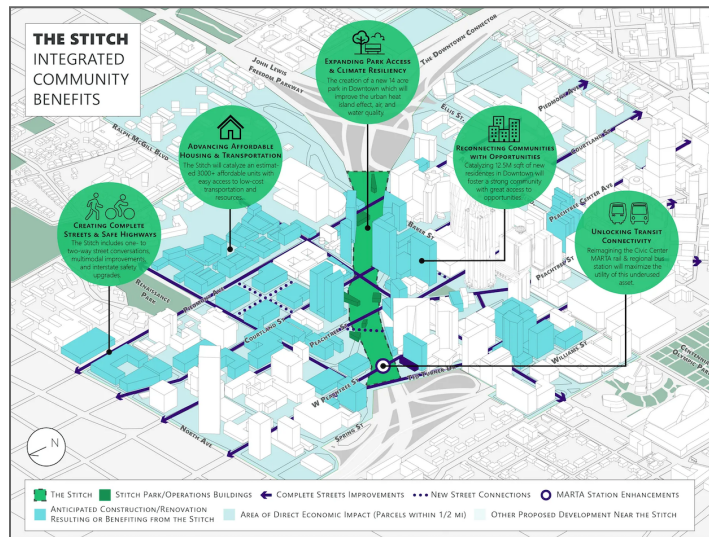 THE STITCH
INTEGRATED
COMMUNITY
BENEFITS
EXPANDING PARK ACCESS
& CLIMATE RESILIENCY
The creation of a new 14 acre
park in Downtown which will
improve the urban heat
island effect, air, and
water quality.
ADVANCING AFFORDABLE
HOUSING & TRANSPORTATION
The Stitch will catalyze an estimat-
ed 3000+ affordable units with
easy access to low-cost
transportation and
resources.
RECONNECTING COMMUNITIES
WITH OPPORTUNITIES
Catalyzing 12.5M sqft of new
residences in Downtown will
foster a strong community
with great access to
opportunities
CREATING COMPLETE
STREETS & SAFE HIGHWAYS
The Stitch includes one- to
two-way street conversations,
multimodal improvements,
and interstate safety
upgrades.
UNLOCKING TRANSIT
CONNECTIVITY
Reimagining the Civic Center
MARTA rail & regional bus
station will maximize the
utility of this underused
asset.
JOHN LEWIS
FREEDOM PARKWAY
THE DOWNTOWN CONNECTOR
RALPH MCGILL BLVD
ELLIS ST.
PIEDMONT AVE
COURTLAND ST.
PEACHTREE CENTER AVE
PEACHTREE ST
BAKER ST
RENAISSANCE
PARK
PIEDMONT AVE
COURTLAND ST
PEACHTREE ST
W PEACHTREE ST
SPRING ST
NORTH AVE
WILLIAMS ST
CENTENNIAL
OLYMPIC PARK
N
THE STITCH
STITCH PARK/OPERATIONS BUILDINGS
COMPLETE STREETS IMPROVEMENTS
NEW STREET CONNECTIONS
MARTA STATION ENHANCEMENTS
ANTICIPATED CONSTRUCTION/RENOVATION
RESULTING OR BENEFITING FROM THE STITCH
AREA OF DIRECT ECONOMIC IMPACT (PARCELS WITHIN 1/2 MI)
OTHER PROPOSED DEVELOPMENT NEAR THE STITCH